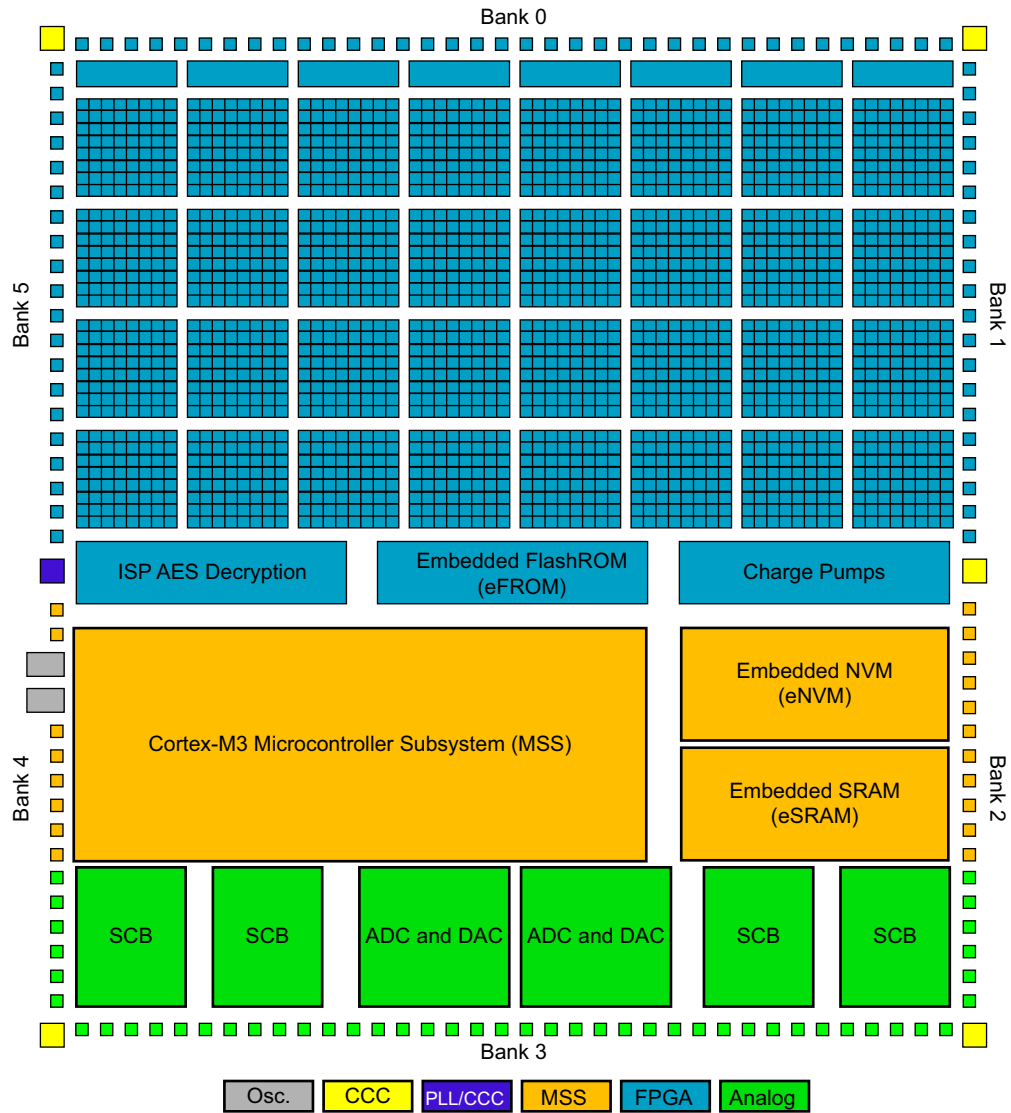 Bank 0
Bank 5
Bank 1
ISP AES Decryption
Embedded FlashROM
(eFROM)
Charge Pumps
Cortex-M3 Microcontroller Subsystem (MSS)
Embedded NVM
(eNVM)
Bank 4
Embedded SRAM
(eSRAM)
Bank 2
SCB
SCB
ADC and DAC
ADC and DAC
SCB
SCB
Bank 3
Osc.
CCC
PLL/CCC
MSS
FPGA
Analog